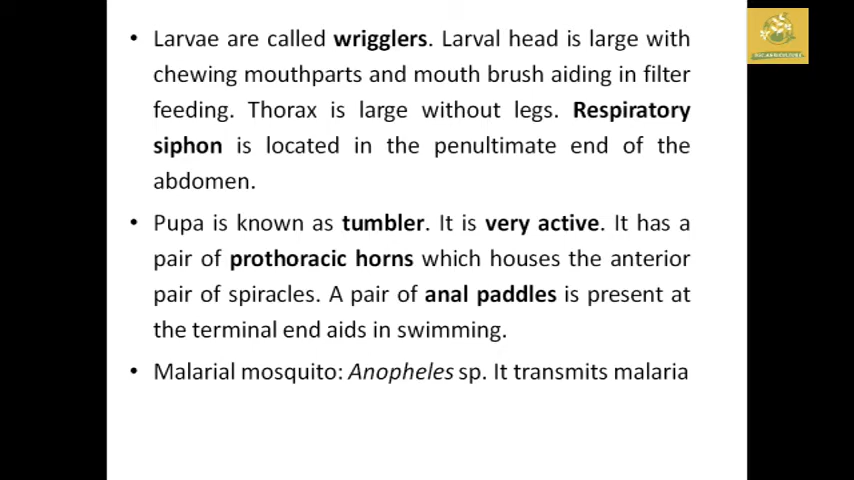 • Larvae are called wrigglers. Larval head is large with
chewing mouthparts and mouth brush aiding in filter
feeding. Thorax is large without legs. Respiratory
siphon is located in the penultimate end of the
abdomen.
• Pupa is known as tumbler. It is very active. It has a
pair of prothoracic horns which houses the anterior
pair of spiracles. A pair of anal paddles is present at
the terminal end aids in swimming.
• Malarial mosquito: Anopheles sp. It transmits malaria